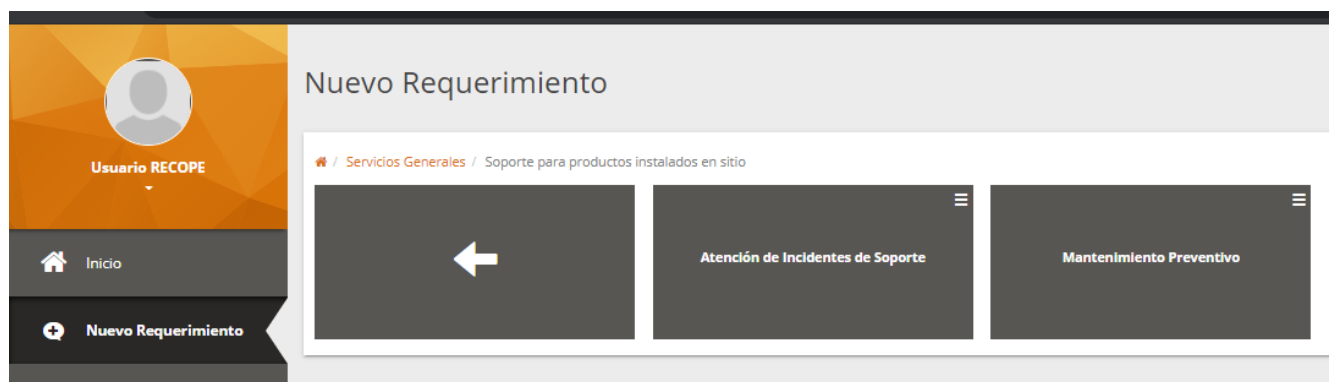 Nuevo Requerimiento
Usuario RECOPE
/ Servicios Generales / Soporte para productos instalados en sitio
Atención de Incidentes de Soporte
Mantenimiento Preventivo
Inicio
Nuevo Requerimiento